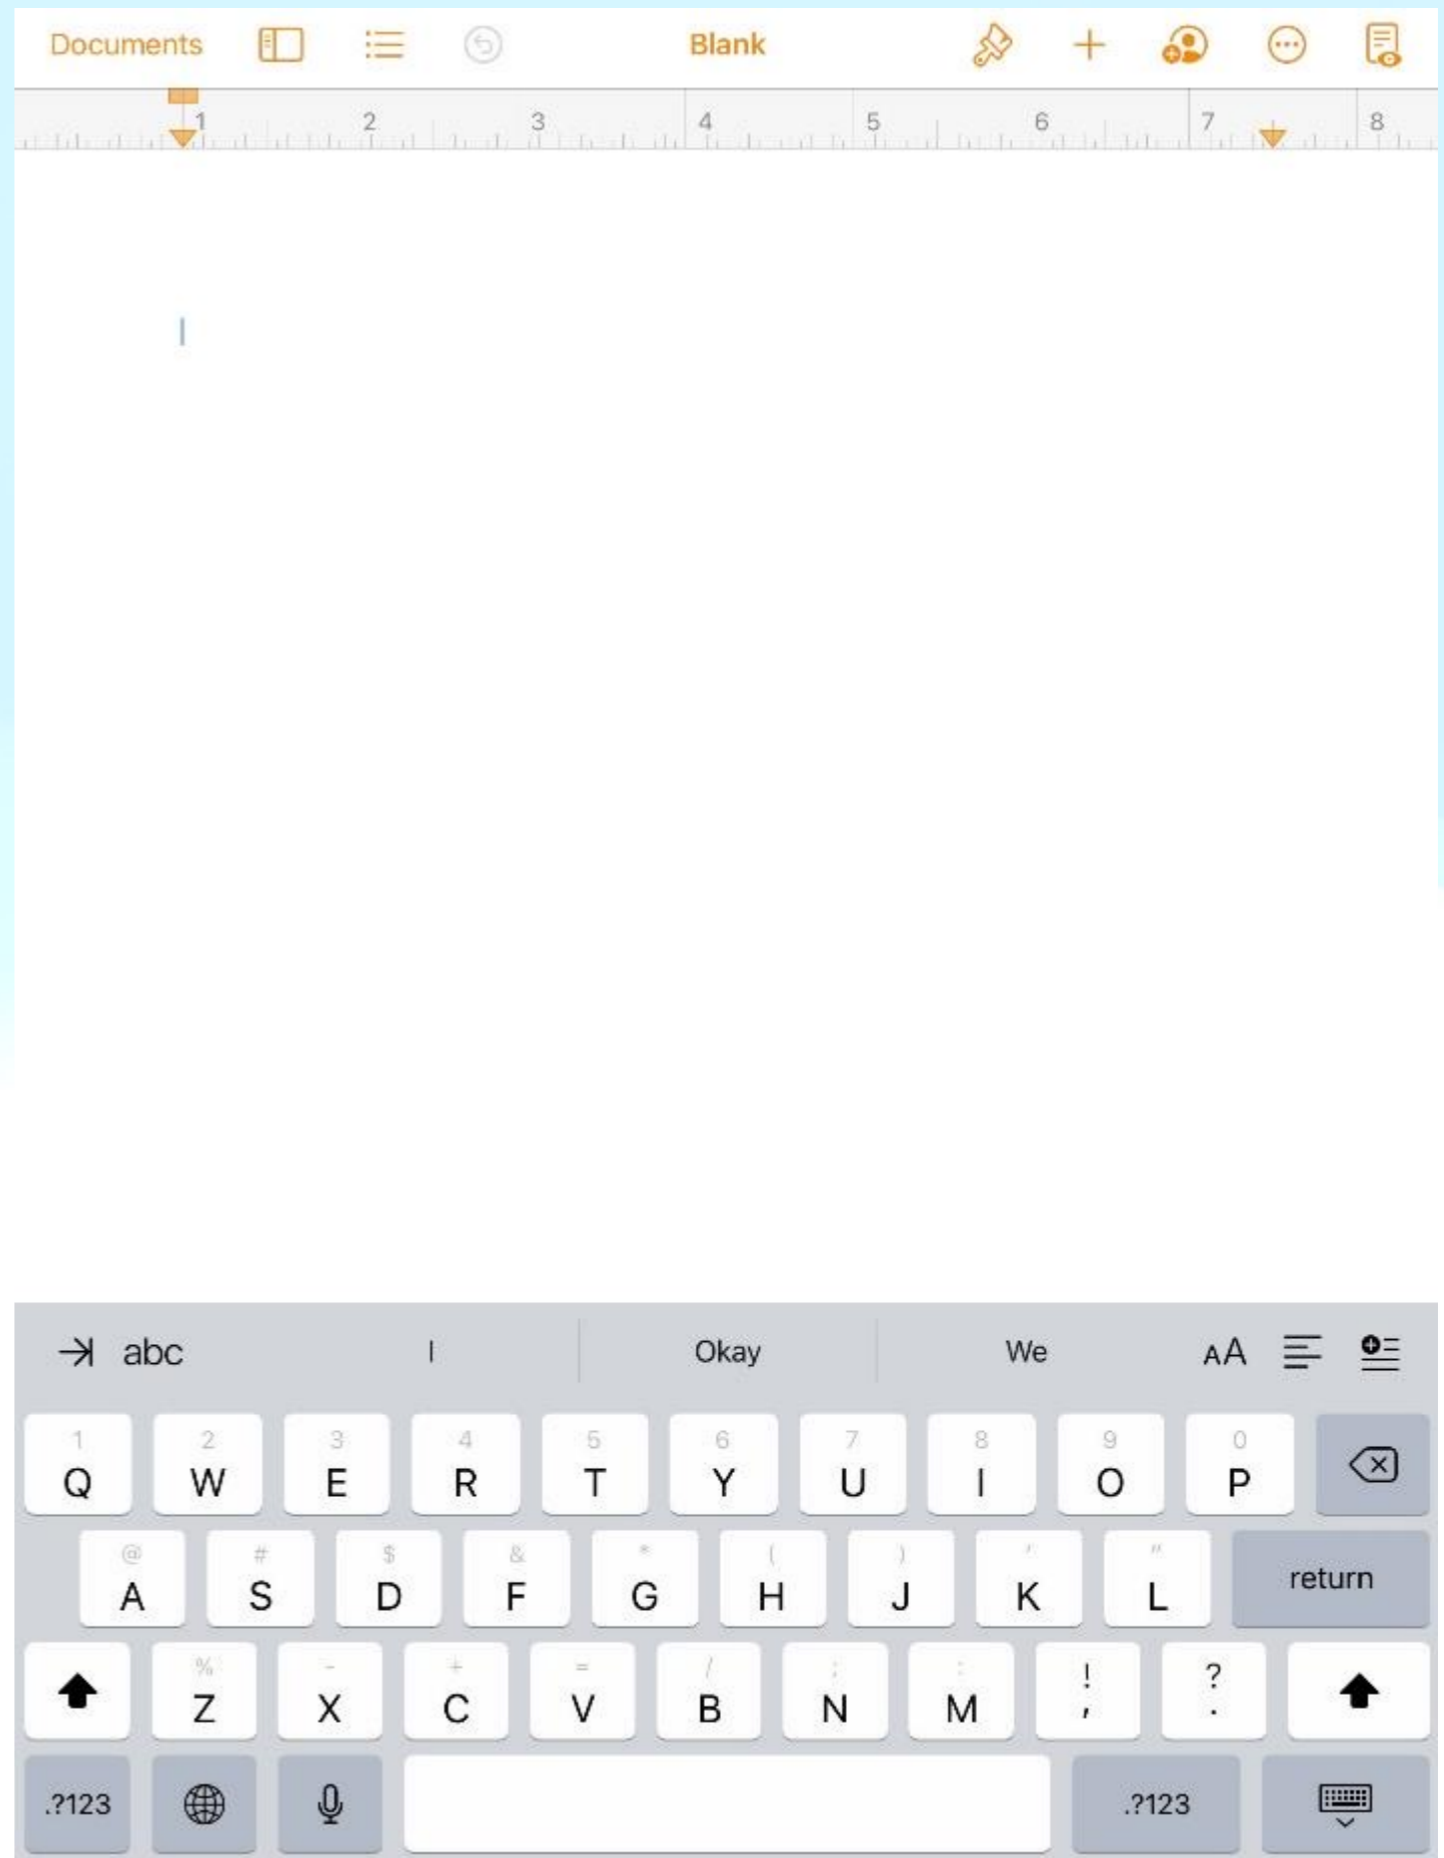 Documents Blank
1 2 3 4 5 6 7 8
abc I Okay We AA
1 2 3 4 5 6 7 8 9 0
Q W E R T Y U I O P
@ # $ & * ( ) ' "
A S D F G H J K L return
% - + = / ; : ! ?
Z X C V B N M , .
.?123 .?123